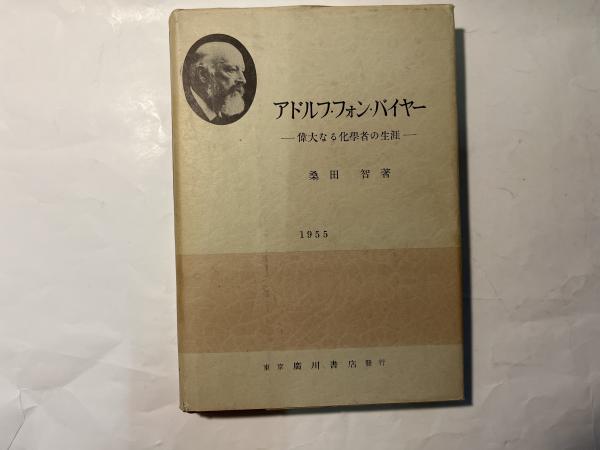 アドルフ・フォン・バイヤー
―偉大なる化學者の生涯―
桑田 智著
1955
東京 廣川書店 發行